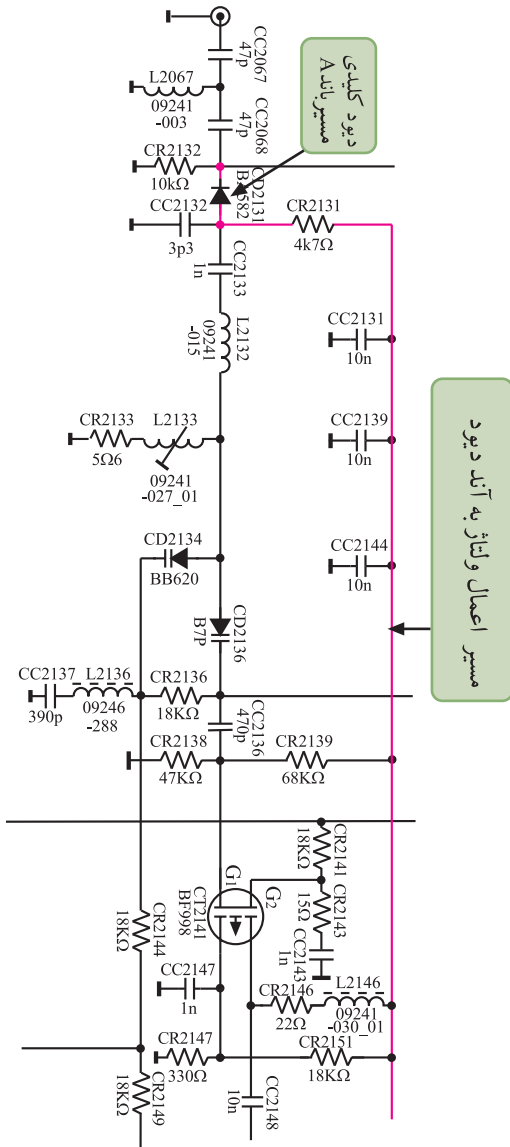 CC2067
47p
L2067
09241
-003
CC2068
47p
دیود کلیدی
مسیر باند A
CR2132
10kΩ
CD2131
CC2132
3p3
CR2131
4k7Ω
CC2133
1n
L2132
09241
-015
CC2131
10n
CR2133
5Ω6
L2133
09241
-027_01
CC2139
10n
مسیر اعمال ولتاژ به آند دیود
CD2134
BB620
CC2144
10n
CD2136
B7P
CC2137
390p
L2136
09246
-288
CR2136
18KΩ
CC2136
470p
CR2138
47KΩ
CR2139
68KΩ
CR2141
18KΩ
CR2143
15Ω
CC2143
1n
G1
G2
CT2141
BF998
CR2144
18KΩ
CC2147
1n
CR2146
22Ω
L2146
09241
-030_01
CR2147
330Ω
CR2151
18KΩ
CR2149
18KΩ
CC2148
10n